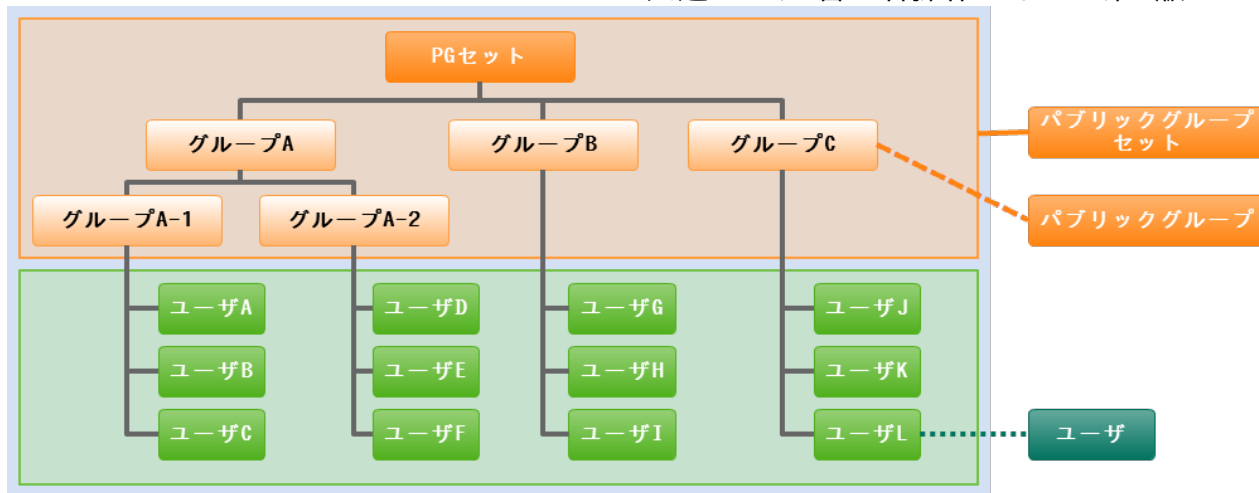 PGセット
グループA
グループB
グループC
パブリックグループ
セット
グループA-1
グループA-2
パブリックグループ
ユーザA
ユーザD
ユーザG
ユーザJ
ユーザB
ユーザE
ユーザH
ユーザK
ユーザC
ユーザF
ユーザI
ユーザL
ユーザ